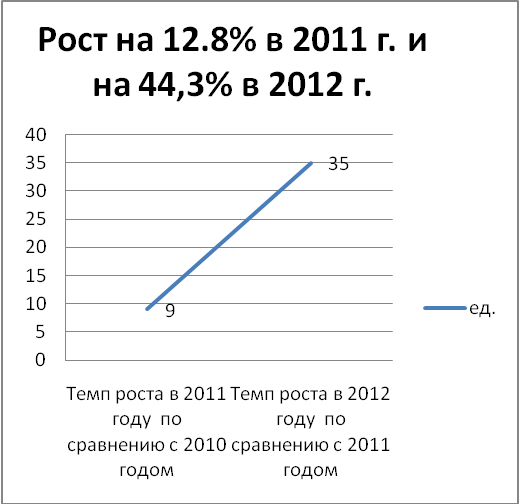 Рост на 12.8% в 2011 г. и
на 44,3% в 2012 г.
40
35
30
25
20
15
10
5
0
35
9
ед.
Темп роста в 2011 году по сравнению с 2010 годом
Темп роста в 2012 году по сравнению с 2011 годом